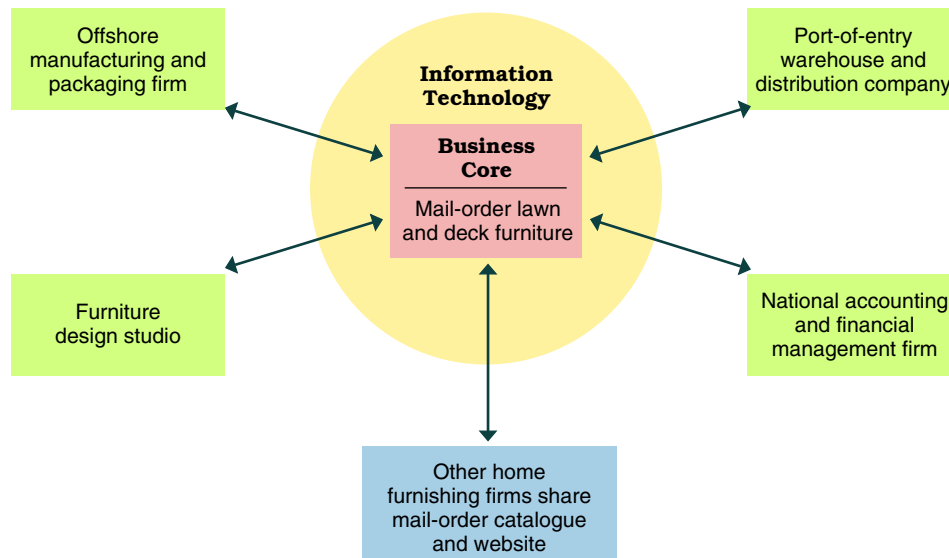 Offshore
manufacturing and
packaging firm
Information
Technology
Port-of-entry
warehouse and
distribution company
Business
Core
Mail-order lawn
and deck furniture
Furniture
design studio
National accounting
and financial
management firm
Other home
furnishing firms share
mail-order catalogue
and website